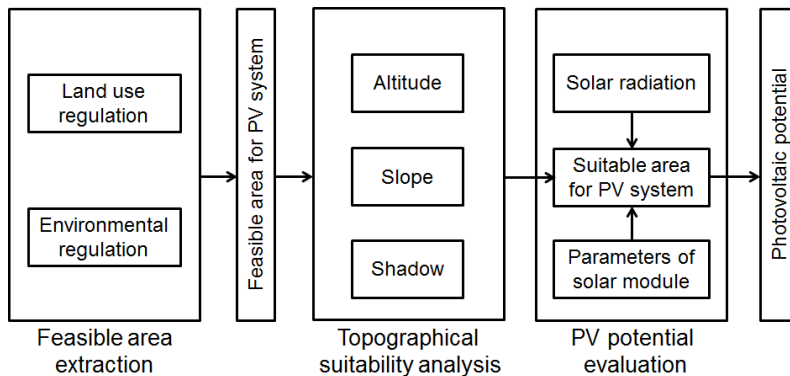 Land use
regulation
Environmental
regulation
Feasible area
extraction
Feasible area for PV system
Altitude
Slope
Shadow
Topographical
suitability analysis
Solar radiation
Suitable area
for PV system
Parameters of
solar module
PV potential
evaluation
Photovoltaic potential